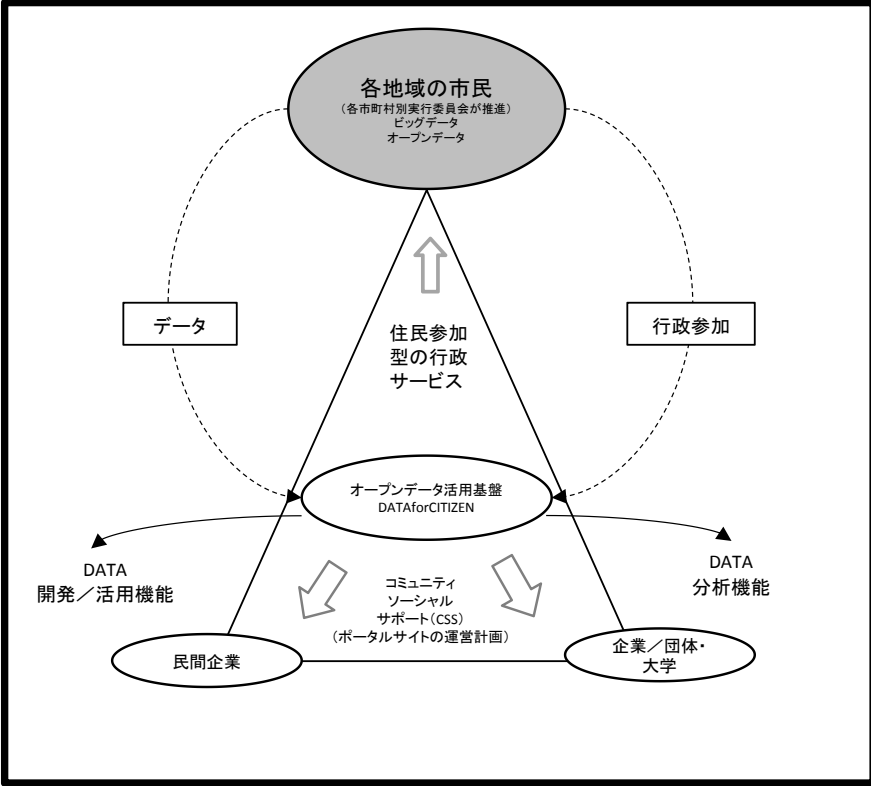 各地域の市民
（各市町村別実行委員会が推進）
ビッグデータ
オープンデータ
データ
行政参加
住民参加
型の行政
サービス
オープンデータ活用基盤
DATAforCITIZEN
DATA
開発／活用機能
DATA
分析機能
コミュニティ
ソーシャル
サポート（CSS）
（ポータルサイトの運営計画）
民間企業
企業／団体・
大学